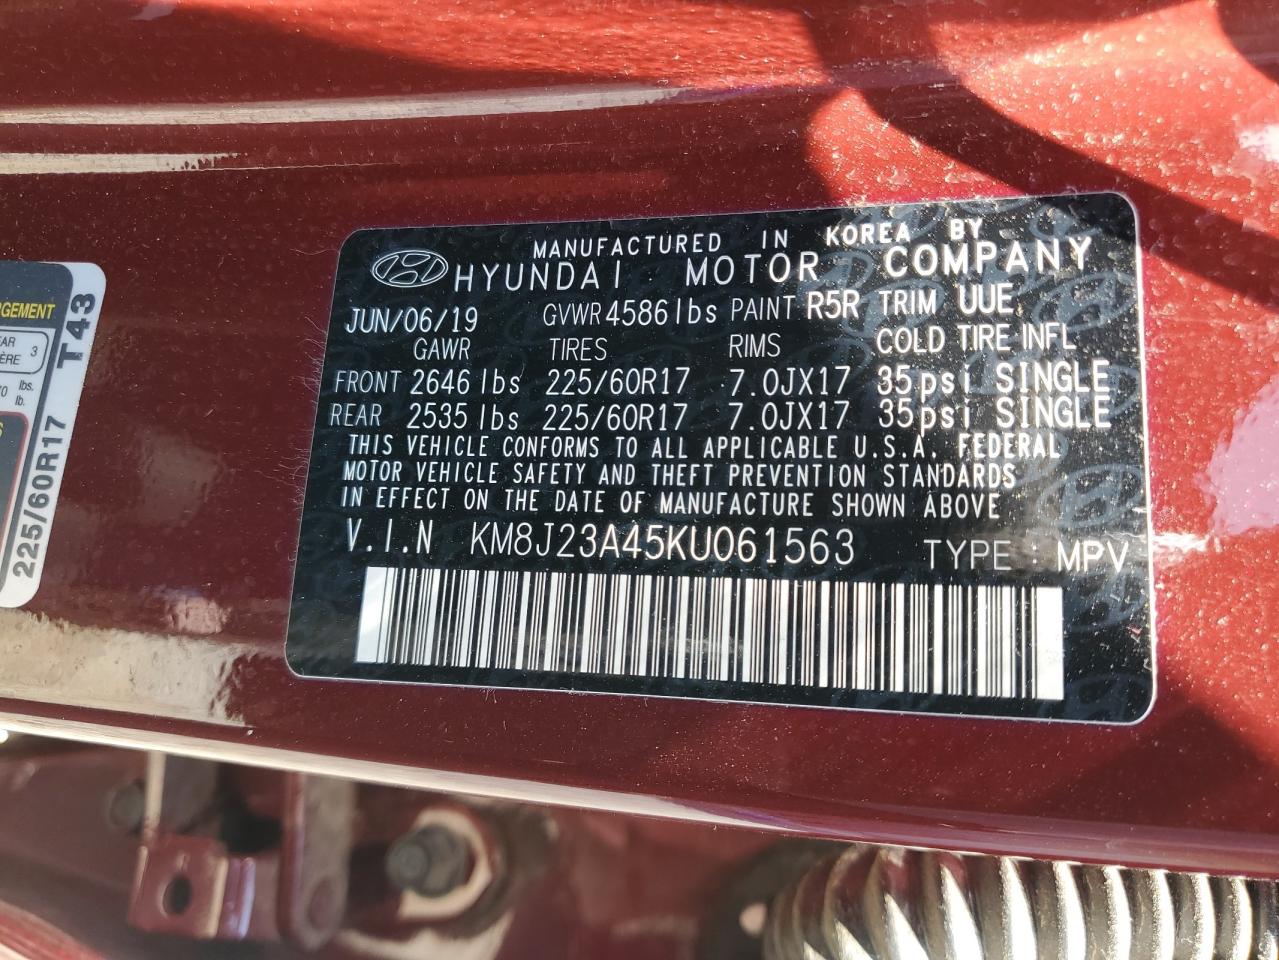 MANUFACTURED IN KOREA BY
HYUNDAI MOTOR COMPANY
JUN/06/19 GVWR 4586 lbs PAINT R5R TRIM UUE
GAWR TIRES RIMS COLD TIRE INFL
FRONT 2646 lbs 225/60R17 7.0JX17 35psi SINGLE
REAR 2535 lbs 225/60R17 7.0JX17 35psi SINGLE
THIS VEHICLE CONFORMS TO ALL APPLICABLE U.S.A. FEDERAL
MOTOR VEHICLE SAFETY AND THEFT PREVENTION STANDARDS
IN EFFECT ON THE DATE OF MANUFACTURE SHOWN ABOVE
V.I.N KM8J23A45KU061563 TYPE : MPV
3
lbs.
lb.
225/60R17 T43